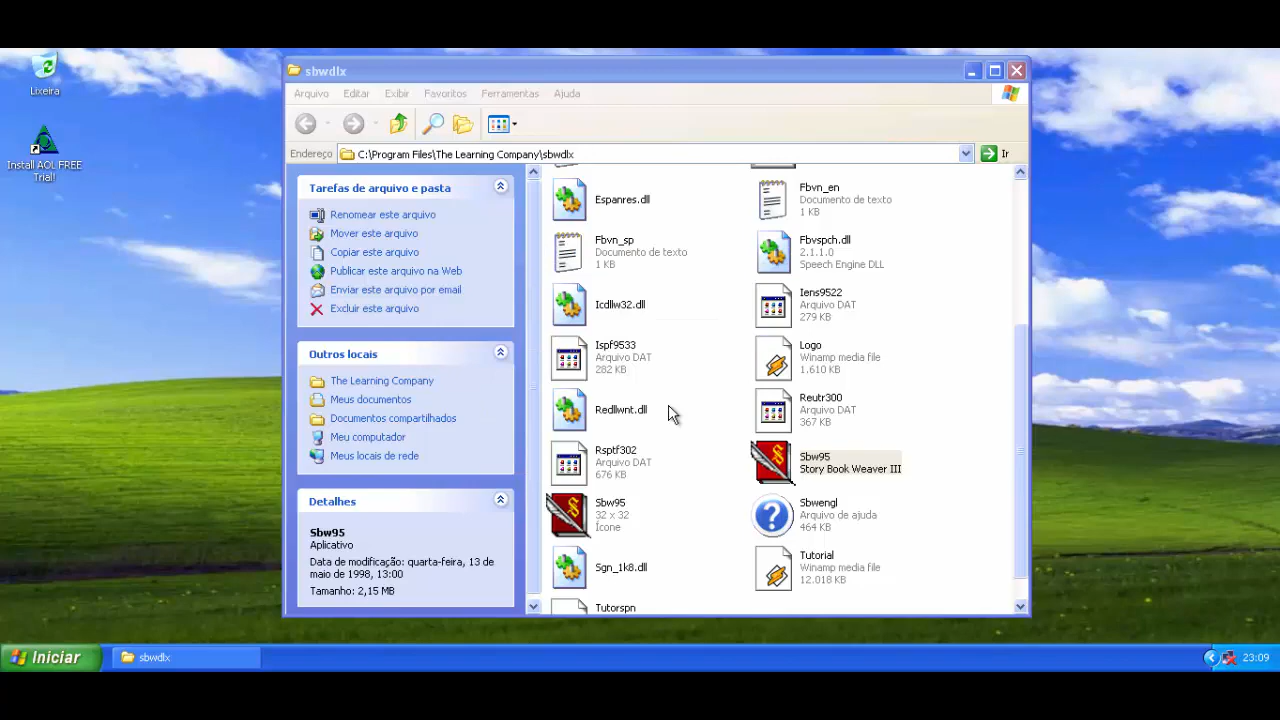 Lixeira
Install AOL FREE
Trial!
sbwdlx
Arquivo Editar Exibir Favoritos Ferramentas Ajuda
Endereço C:\Program Files\The Learning Company\sbwdlx Ir
Tarefas de arquivo e pasta
Renomear este arquivo
Mover este arquivo
Copiar este arquivo
Publicar este arquivo na Web
Enviar este arquivo por email
Excluir este arquivo
Outros locais
The Learning Company
Meus documentos
Documentos compartilhados
Meu computador
Meus locais de rede
Detalhes
Sbw95
Aplicativo
Data de modificação: quarta-feira, 13 de
maio de 1998, 13:00
Tamanho: 2,15 MB
Espanres.dll
Fbvn_en
Documento de texto
1 KB
Fbvn_sp
Documento de texto
1 KB
Fbvspch.dll
2.1.1.0
Speech Engine DLL
Icdllw32.dll
Iens9522
Arquivo DAT
279 KB
Ispf9533
Arquivo DAT
282 KB
Logo
Winamp media file
1.610 KB
Redllwnt.dll
Reutr300
Arquivo DAT
367 KB
Rsptf302
Arquivo DAT
676 KB
Sbw95
Story Book Weaver III
Sbw95
32 x 32
Ícone
Sbwengl
Arquivo de ajuda
464 KB
Sgn_1k8.dll
Tutorial
Winamp media file
12.018 KB
Tutorspn
Iniciar
sbwdlx
23:09